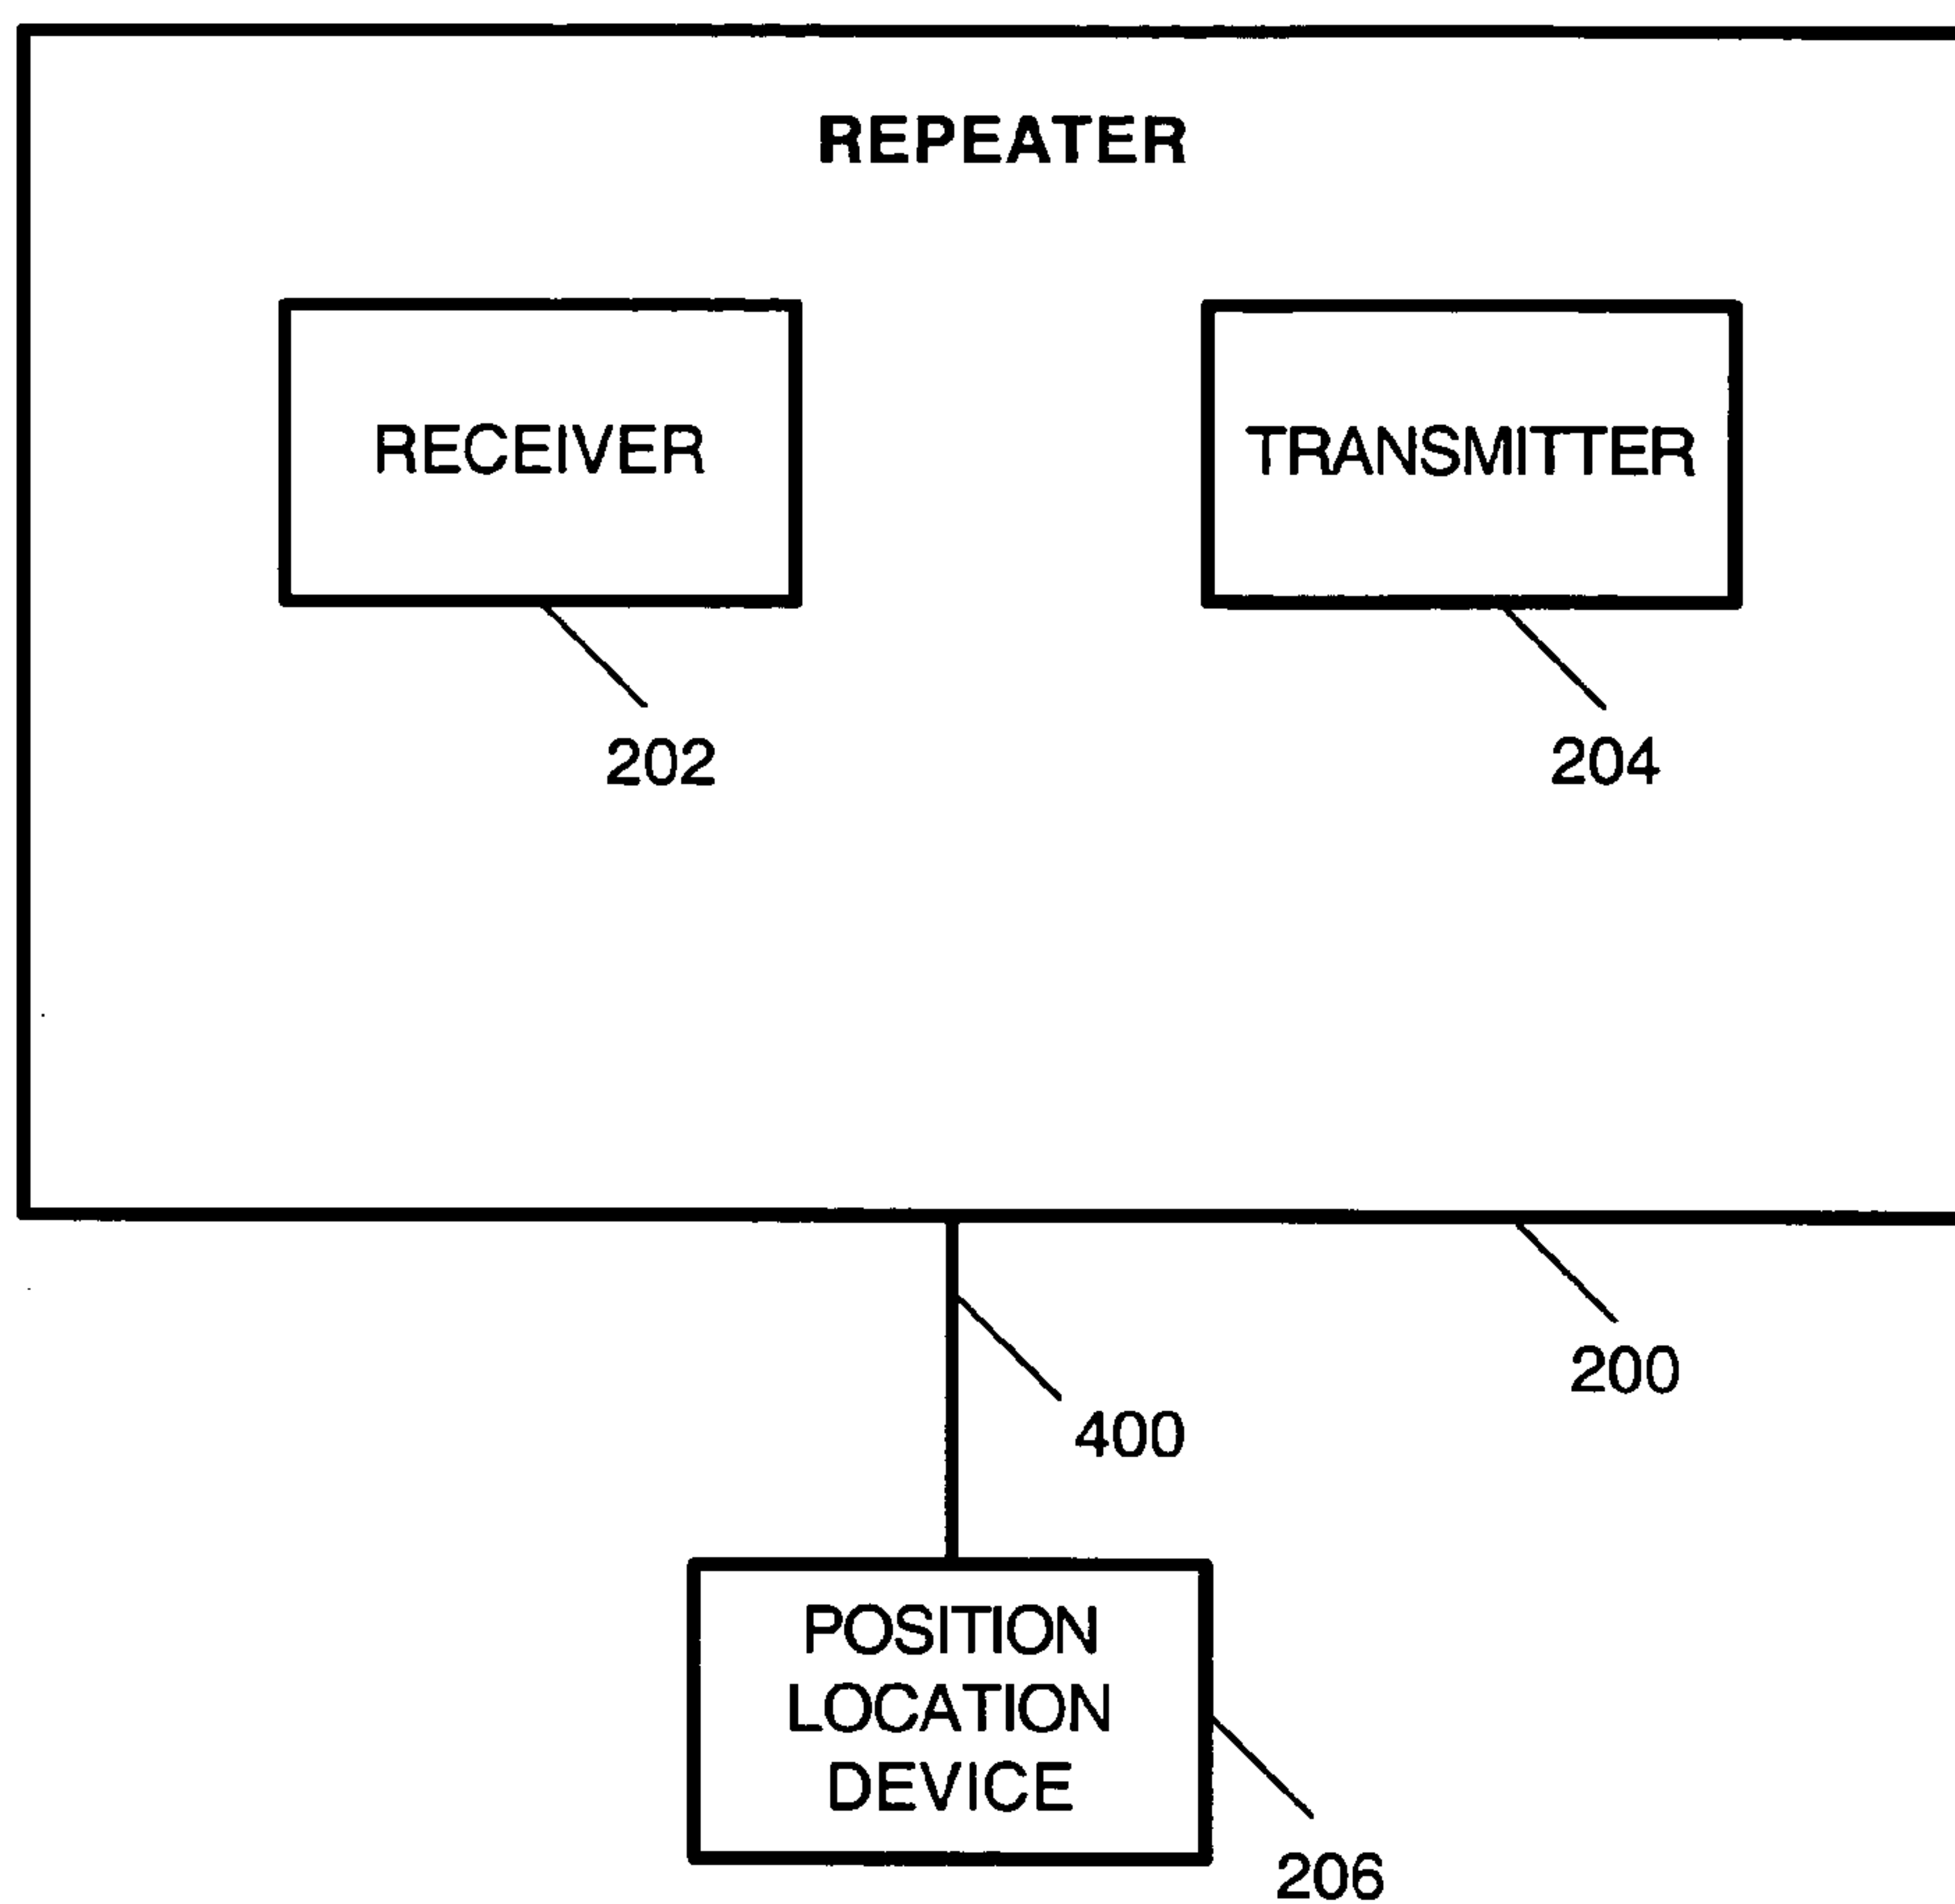 REPEATER
RECEIVER
TRANSMITTER
202
204
200
400
POSITION
LOCATION
DEVICE
206